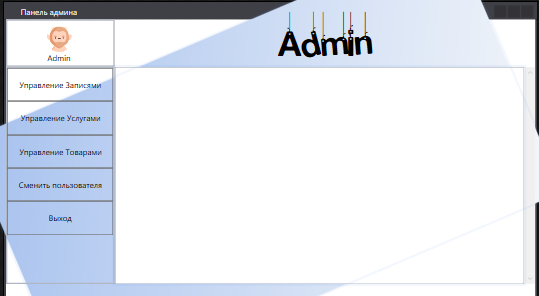 Панель админа
Admin
Admin
Управление Записями
Управление Услугами
Управление Товарами
Сменить пользователя
Выход